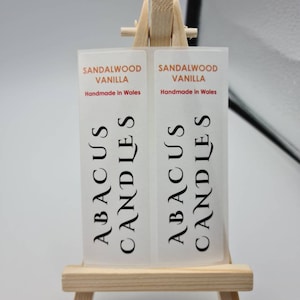 SANDALWOOD
VANILLA
Handmade in Wales
ABACUS
CANDLES
SANDALWOOD
VANILLA
Handmade in Wales
ABACUS
CANDLES